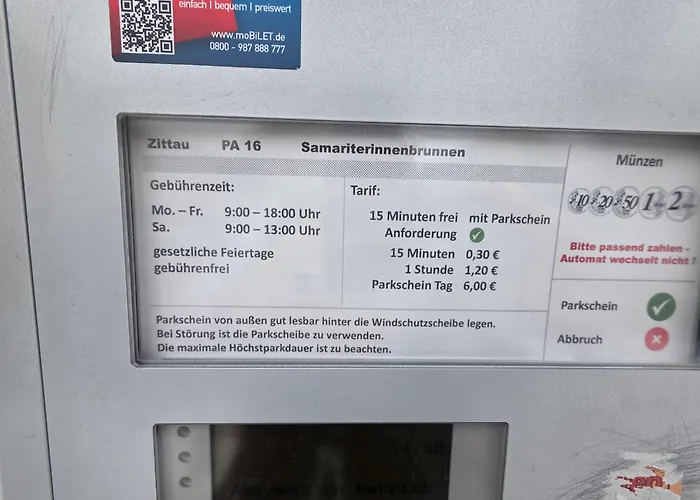 einfach | bequem | preiswert
www.moBiLET.de
0800 - 987 888 777
Zittau PA 16 Samariterinnenbrunnen
Gebührenzeit:
Mo. – Fr. 9:00 – 18:00 Uhr
Sa. 9:00 – 13:00 Uhr
gesetzliche Feiertage
gebührenfrei
Tarif:
15 Minuten frei mit Parkschein
Anforderung
15 Minuten 0,30 €
1 Stunde 1,20 €
Parkschein Tag 6,00 €
Münzen
10 20 50 1 2
Bitte passend zahlen -
Automat wechselt nicht !
Parkschein
Abbruch
Parkschein von außen gut lesbar hinter die Windschutzscheibe legen.
Bei Störung ist die Parkscheibe zu verwenden.
Die maximale Höchstparkdauer ist zu beachten.